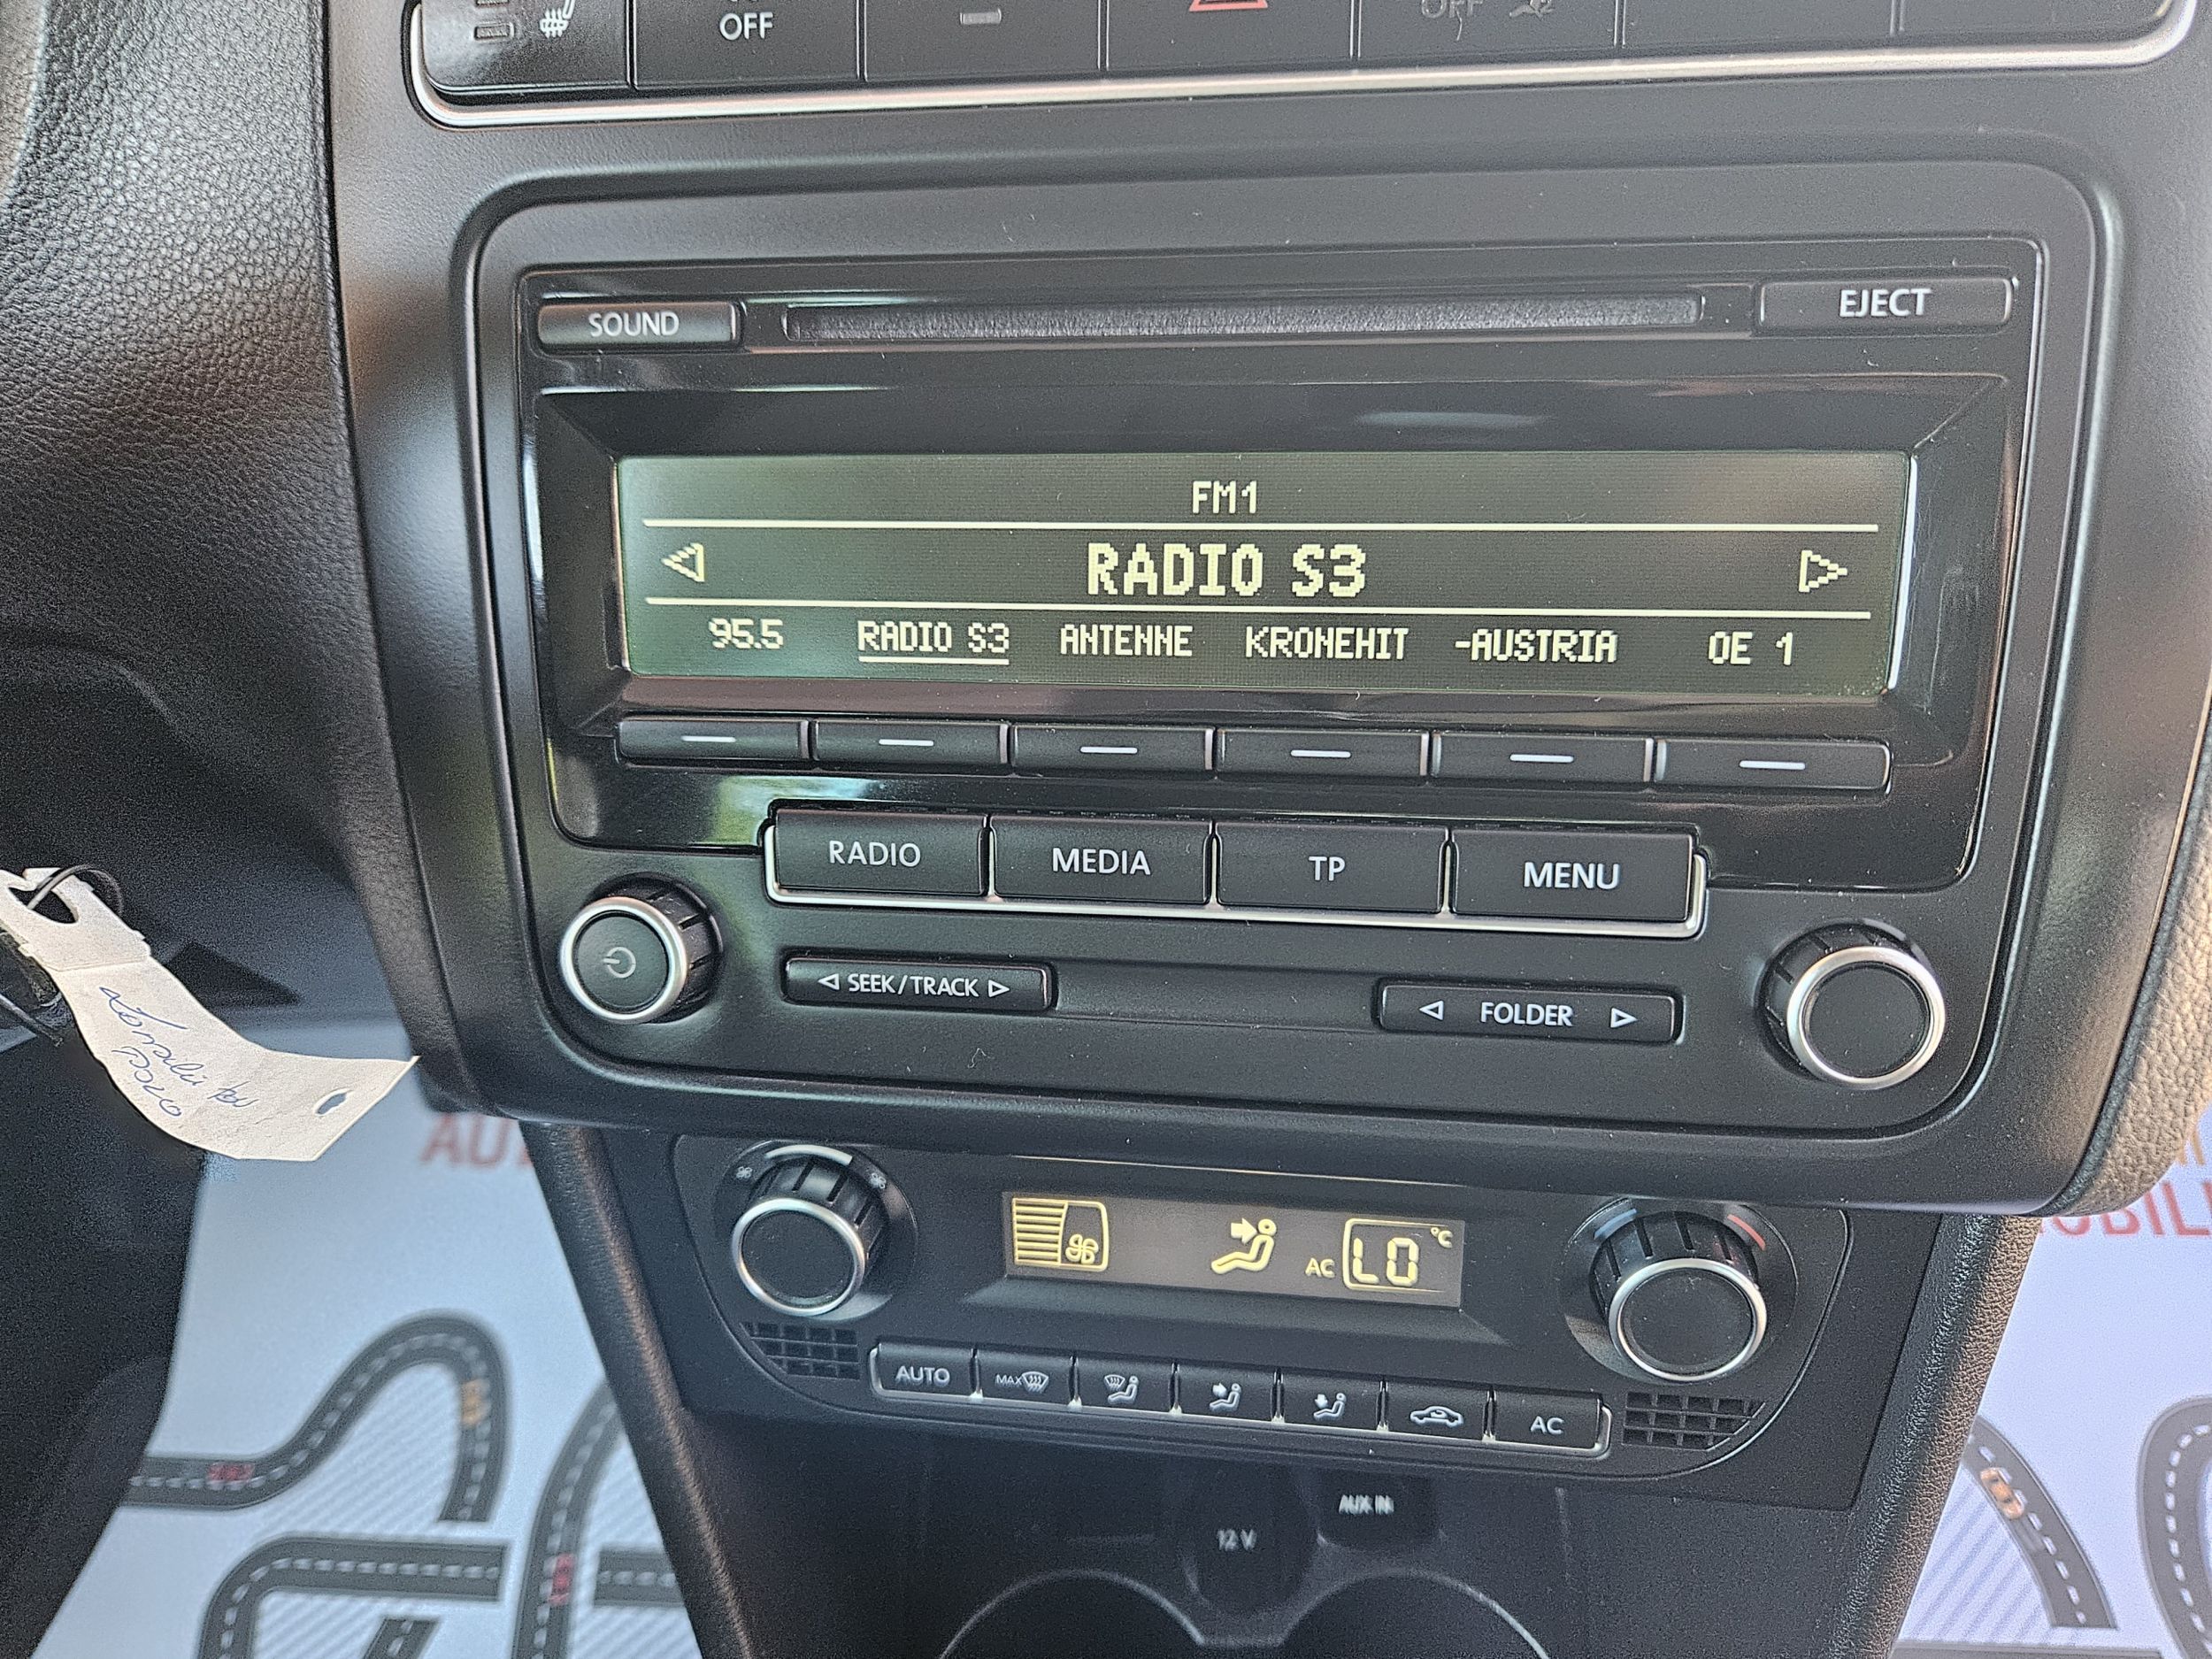 OFF
OFF
SOUND
EJECT
FM1
RADIO S3
95.5 RADIO S3 ANTENNE KRONEHIT -AUSTRIA OE 1
RADIO MEDIA TP MENU
SEEK / TRACK
FOLDER
AC LO °C
AUTO MAX AC
AUX IN
12 V